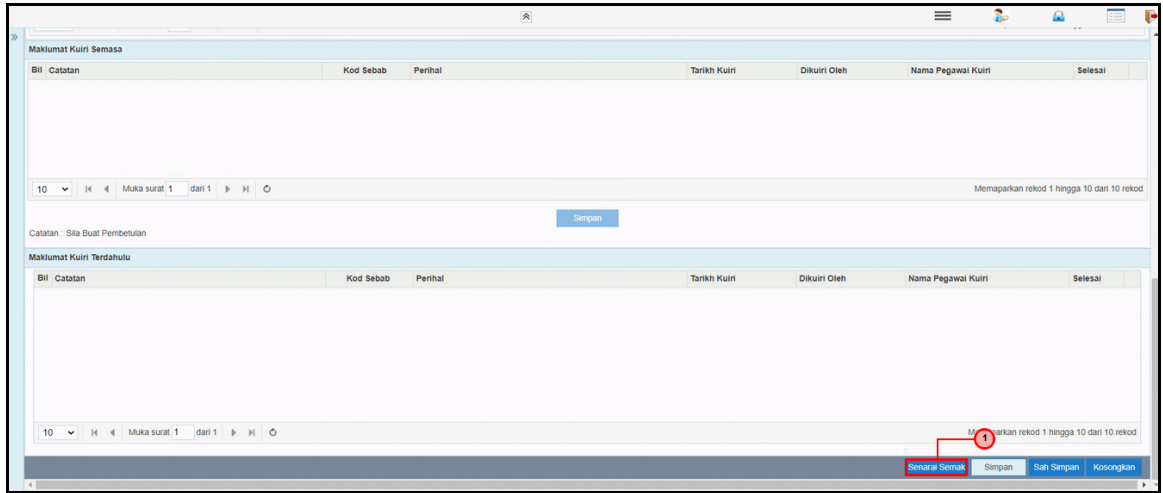 Maklumat Kuiri Semasa
Bil Catatan Kod Sebab Perihal Tarikh Kuiri Dikuiri Oleh Nama Pegawai Kuiri Selesai
10 Muka surat 1 dari 1 Memaparkan rekod 1 hingga 10 dari 10 rekod
Simpan
Catatan : Sila Buat Pembetulan
Maklumat Kuiri Terdahulu
Bil Catatan Kod Sebab Perihal Tarikh Kuiri Dikuiri Oleh Nama Pegawai Kuiri Selesai
10 Muka surat 1 dari 1 rekod 1 hingga 10 dari 10 rekod
1
Senarai Semak Simpan Sah Simpan Kosongkan